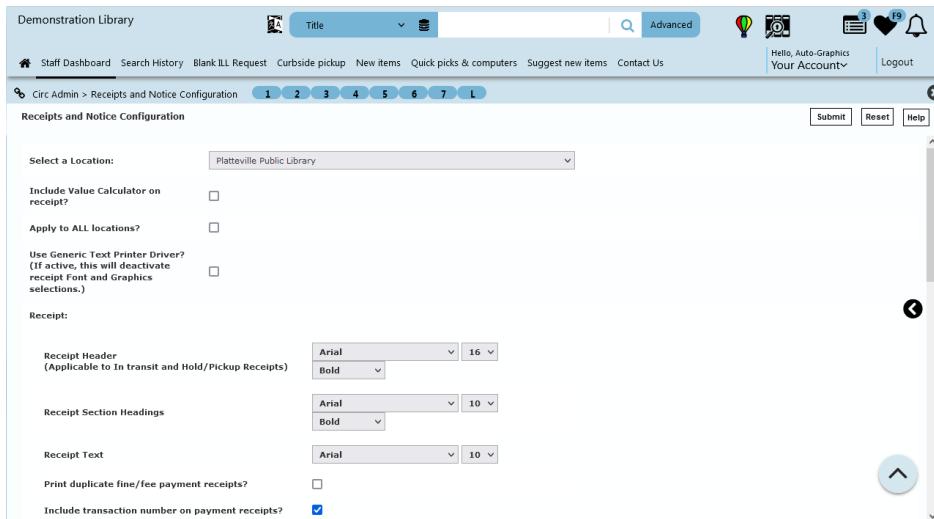 Demonstration Library
Title
Advanced
3
F9
Hello, Auto-Graphics
Your Account
Logout
Staff Dashboard Search History Blank ILL Request Curbside pickup New items Quick picks & computers Suggest new items Contact Us
Circ Admin > Receipts and Notice Configuration 1 2 3 4 5 6 7 L
Receipts and Notice Configuration
Submit Reset Help
Select a Location: Platteville Public Library
Include Value Calculator on
receipt?
Apply to ALL locations?
Use Generic Text Printer Driver?
(If active, this will deactivate
receipt Font and Graphics
selections.)
Receipt:
Receipt Header
(Applicable to In transit and Hold/Pickup Receipts)
Arial 16
Bold
Receipt Section Headings
Arial 10
Bold
Receipt Text Arial 10
Print duplicate fine/fee payment receipts?
Include transaction number on payment receipts?